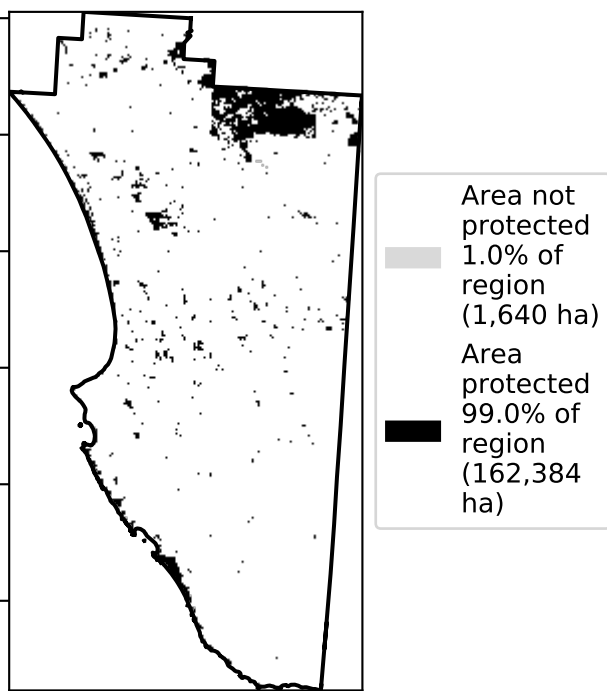 Area not
protected
1.0% of
region
(1,640 ha)
Area
protected
99.0% of
region
(162,384
ha)